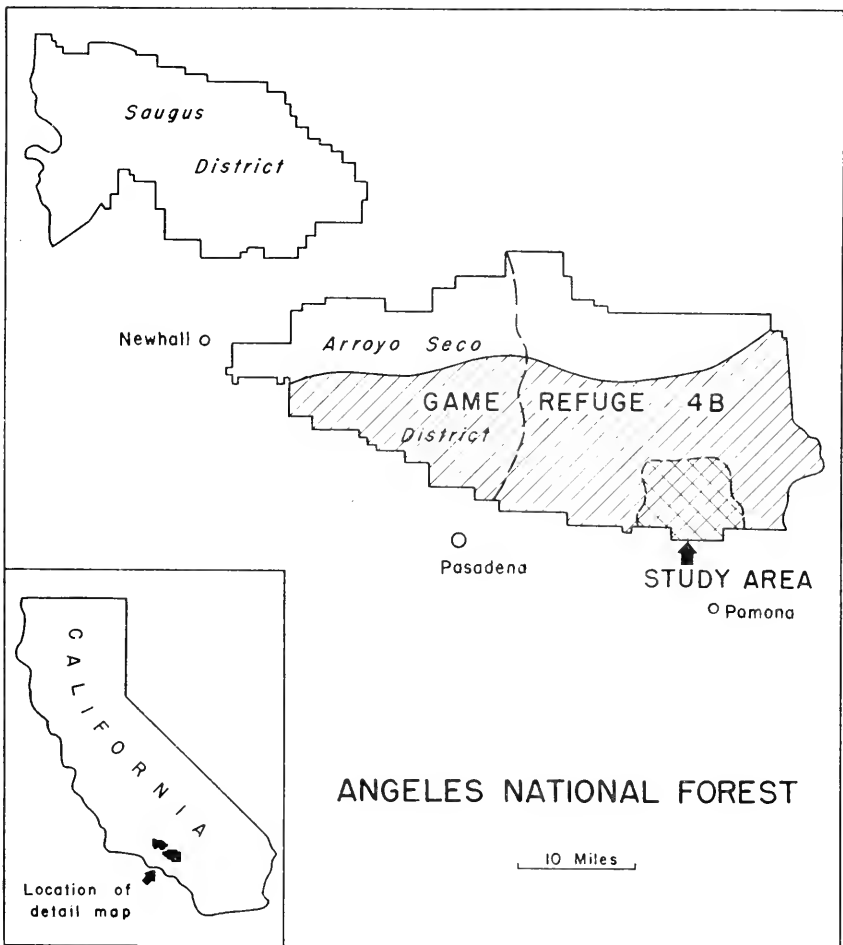 Saugus
District
Newhall
Arroyo Seco
GAME REFUGE 4B
District
Pasadena
STUDY AREA
Pamona
CALIFORNIA
Location of
detail map
ANGELES NATIONAL FOREST
10 Miles